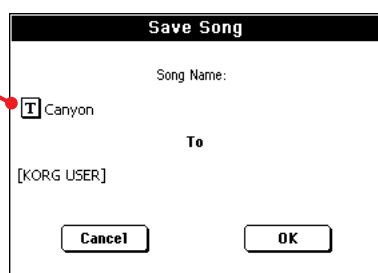 Save Song
Song Name:
T Canyon
To
[KORG USER]
Cancel OK